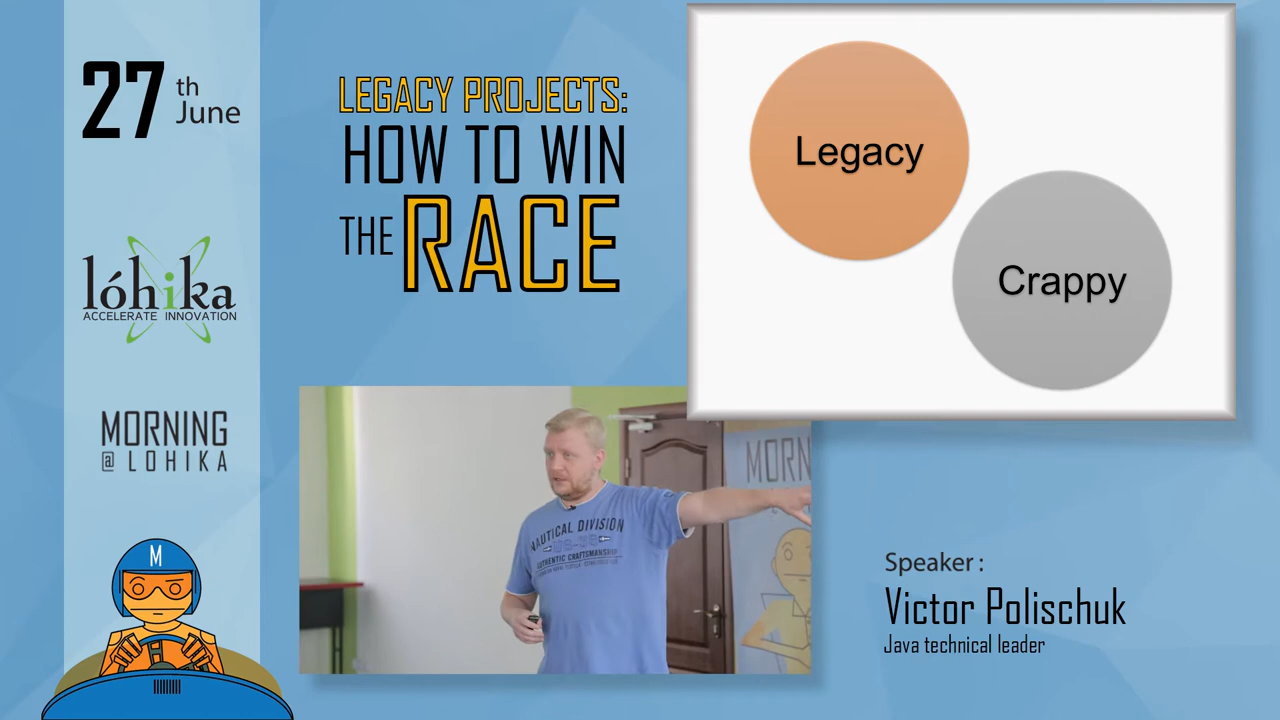 27
th
June
lóhika
ACCELERATE INNOVATION
MORNING
@ LOHIKA
M
LEGACY PROJECTS:
HOW TO WIN
THE RACE
Legacy
Crappy
NAUTICAL DIVISION
AUTHENTIC CRAFTSMANSHIP
MORN
Speaker :
Victor Polischuk
Java technical leader